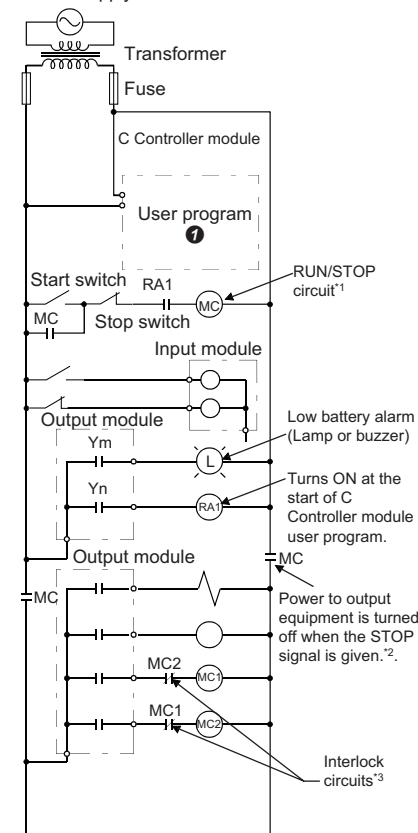 Transformer
Fuse
C Controller module
User program
❶
Start switch
RA1
RUN/STOP
circuit*1
MC
MC
Stop switch
Input module
Output module
Ym
L
Low battery alarm
(Lamp or buzzer)
Yn
RA1
Turns ON at the
start of C
Controller module
user program.
Output module
MC
MC
Power to output
equipment is turned
off when the STOP
signal is given.*2.
MC2
MC1
MC1
MC2
Interlock
circuits*3